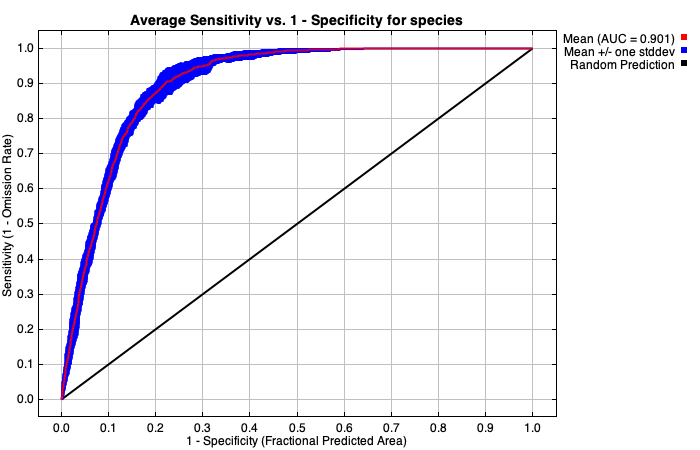 Average Sensitivity vs. 1 - Specificity for species
Mean (AUC = 0.901)
Mean +/- one stddev
Random Prediction
Sensitivity (1 - Omission Rate)
1.0
0.9
0.8
0.7
0.6
0.5
0.4
0.3
0.2
0.1
0.0
0.0 0.1 0.2 0.3 0.4 0.5 0.6 0.7 0.8 0.9 1.0
1 - Specificity (Fractional Predicted Area)